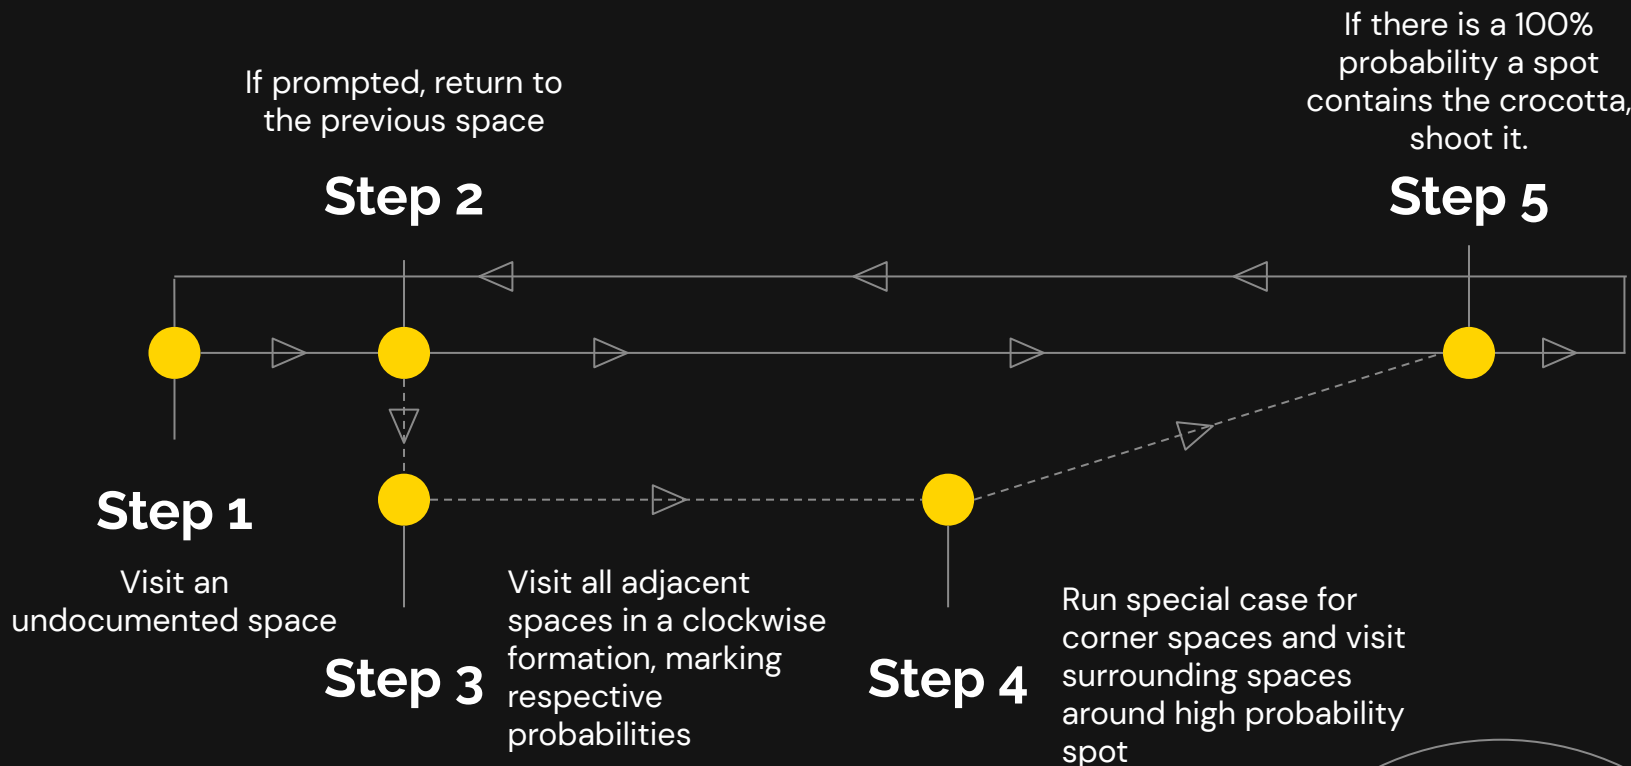 If there is a 100%
probability a spot
contains the crocotta,
shoot it.
If prompted, return to
the previous space
Step 2
Step 5
Step 1
Visit an
undocumented space
Step 3
Visit all adjacent
spaces in a clockwise
formation, marking
respective
probabilities
Step 4
Run special case for
corner spaces and visit
surrounding spaces
around high probability
spot